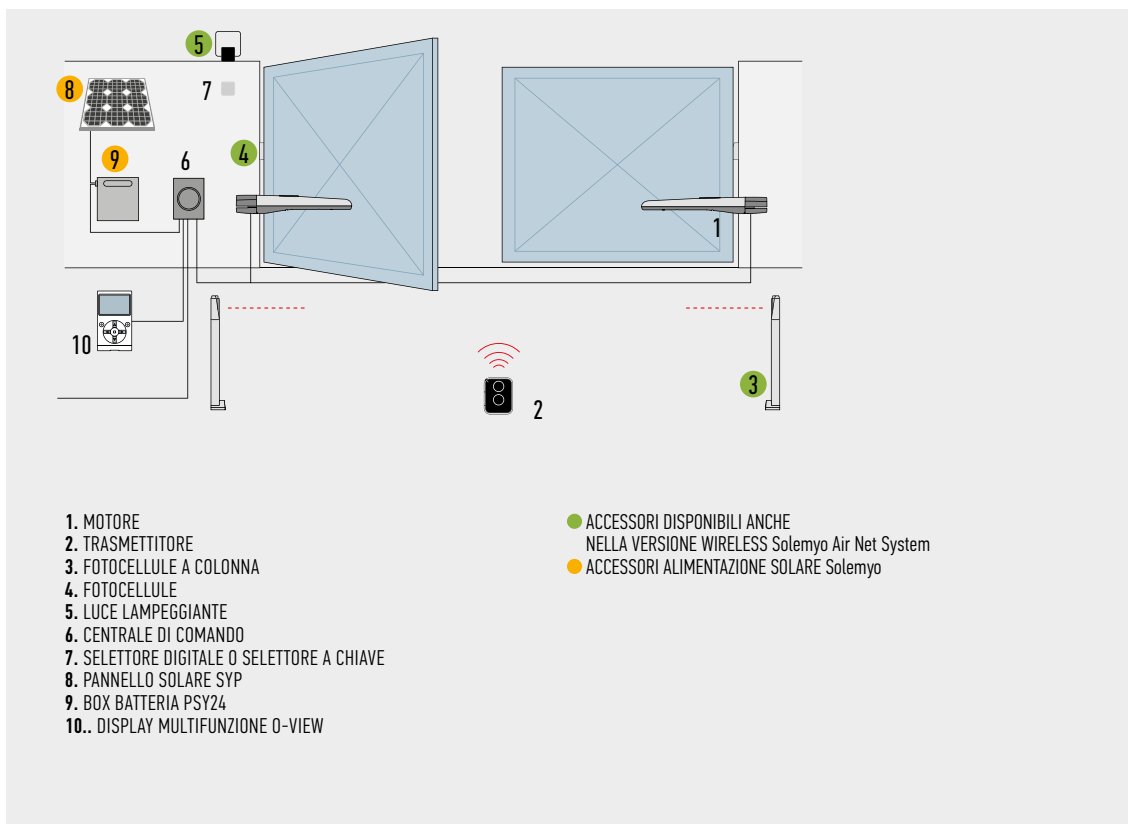 5
8
7
9
6
4
1
10
3
2
1. MOTORE
2. TRASMETTITORE
3. FOTOCELLULE A COLONNA
4. FOTOCELLULE
5. LUCE LAMPEGGIANTE
6. CENTRALE DI COMANDO
7. SELETTORE DIGITALE O SELETTORE A CHIAVE
8. PANNELLO SOLARE SYP
9. BOX BATTERIA PSY24
10.. DISPLAY MULTIFUNZIONE O-VIEW
ACCESSORI DISPONIBILI ANCHE
NELLA VERSIONE WIRELESS Solemyo Air Net System
ACCESSORI ALIMENTAZIONE SOLARE Solemyo